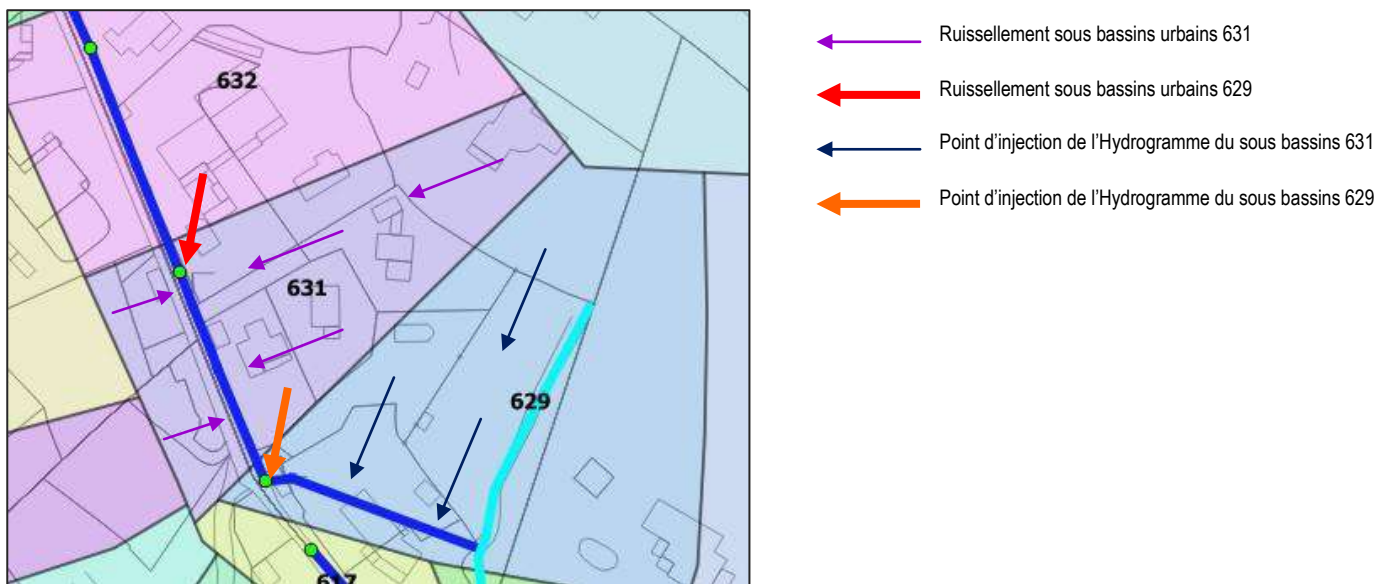 632
631
629
617
Ruissellement sous bassins urbains 631
Ruissellement sous bassins urbains 629
Point d’injection de l’Hydrogramme du sous bassins 631
Point d’injection de l’Hydrogramme du sous bassins 629